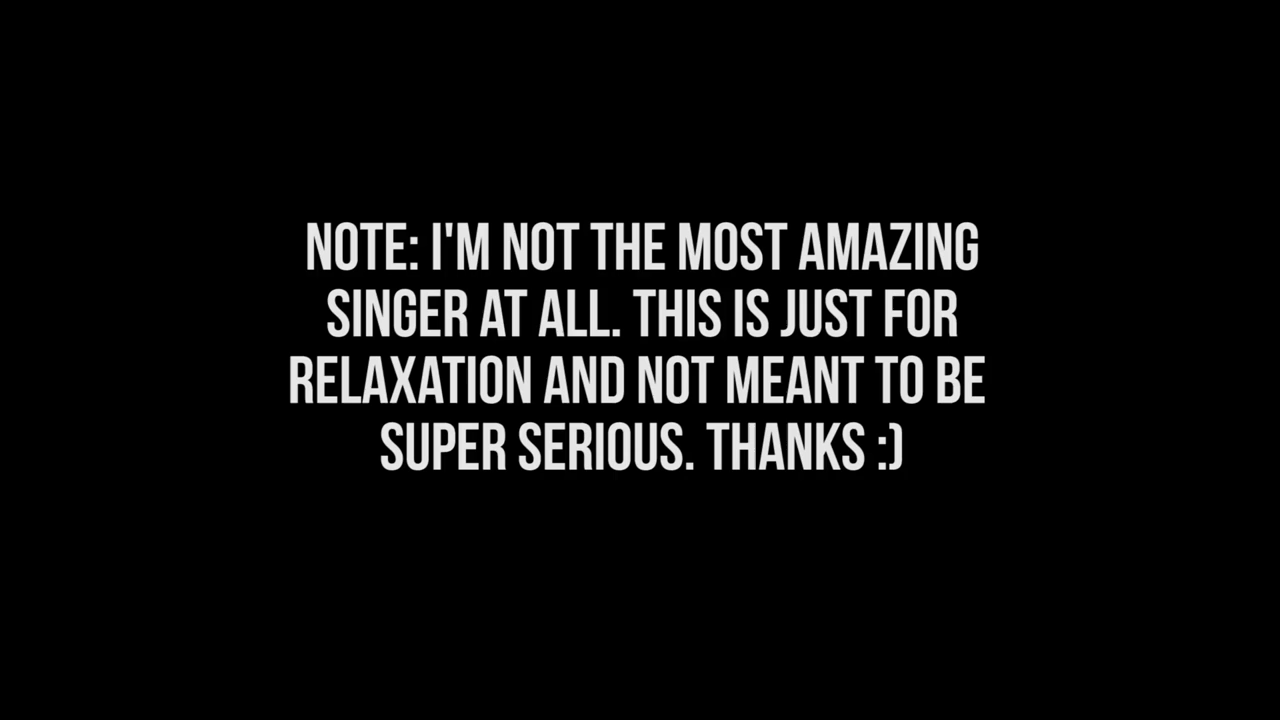 NOTE: I'M NOT THE MOST AMAZING
SINGER AT ALL. THIS IS JUST FOR
RELAXATION AND NOT MEANT TO BE
SUPER SERIOUS. THANKS :)